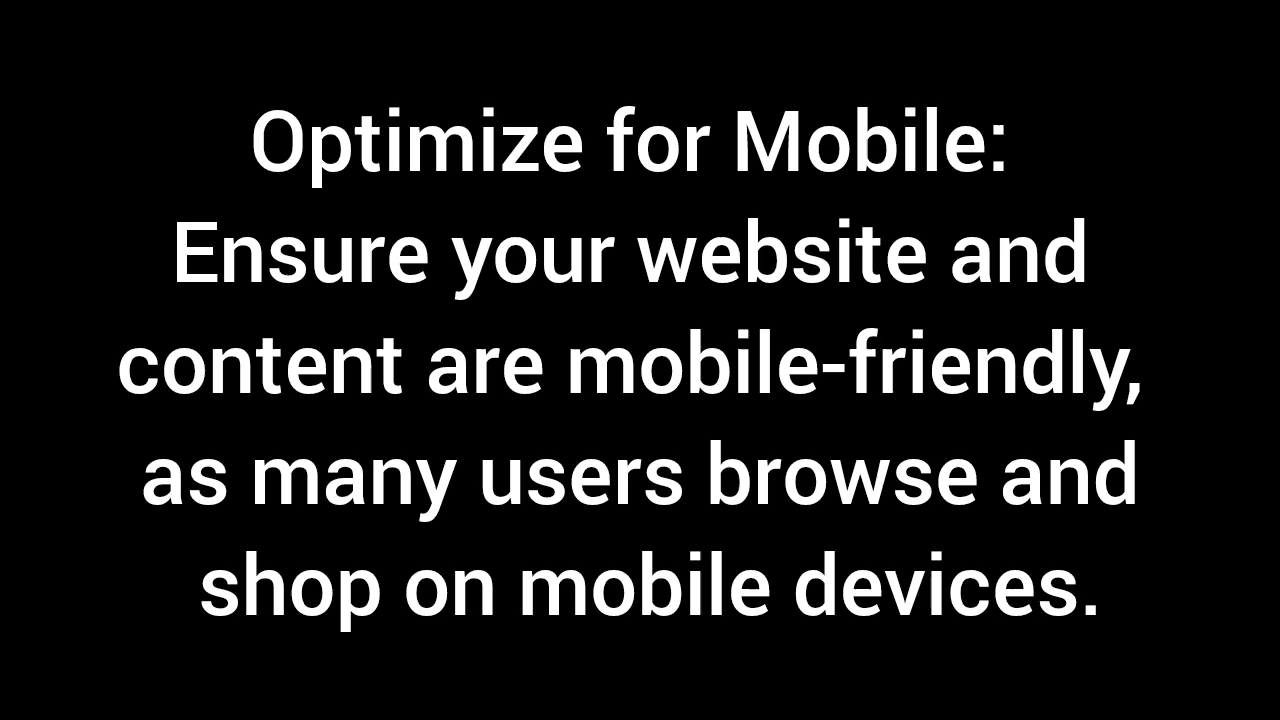 Optimize for Mobile:
Ensure your website and
content are mobile-friendly,
as many users browse and
shop on mobile devices.